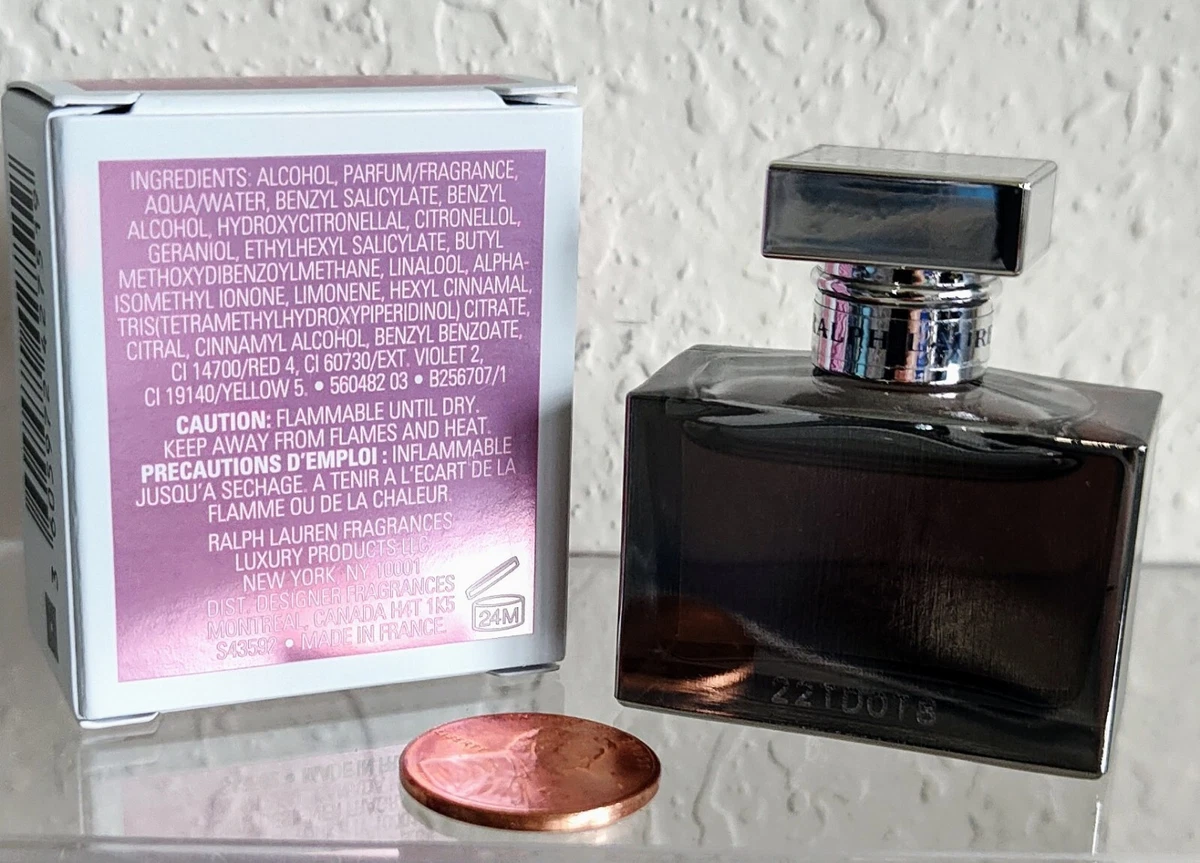 INGREDIENTS: ALCOHOL, PARFUM/FRAGRANCE,
AQUA/WATER, BENZYL SALICYLATE, BENZYL
ALCOHOL, HYDROXYCITRONELLAL, CITRONELLOL,
GERANIOL, ETHYLHEXYL SALICYLATE, BUTYL
METHOXYDIBENZOYLMETHANE, LINALOOL, ALPHA-
ISOMETHYL IONONE, LIMONENE, HEXYL CINNAMAL,
TRIS(TETRAMETHYLHYDROXYPIPERIDINOL) CITRATE,
CITRAL, CINNAMYL ALCOHOL, BENZYL BENZOATE,
CI 14700/RED 4, CI 60730/EXT. VIOLET 2,
CI 19140/YELLOW 5. • 560482 03 • B256707/1
CAUTION: FLAMMABLE UNTIL DRY.
KEEP AWAY FROM FLAMES AND HEAT.
PRECAUTIONS D'EMPLOI : INFLAMMABLE
JUSQU'A SECHAGE. A TENIR A L'ECART DE LA
FLAMME OU DE LA CHALEUR.
RALPH LAUREN FRAGRANCES
LUXURY PRODUCTS LLC
NEW YORK, NY 10001
DIST. DESIGNER FRAGRANCES
MONTREAL, CANADA H4T 1K5
S43592 • MADE IN FRANCE.
24M
RALPH LAUREN